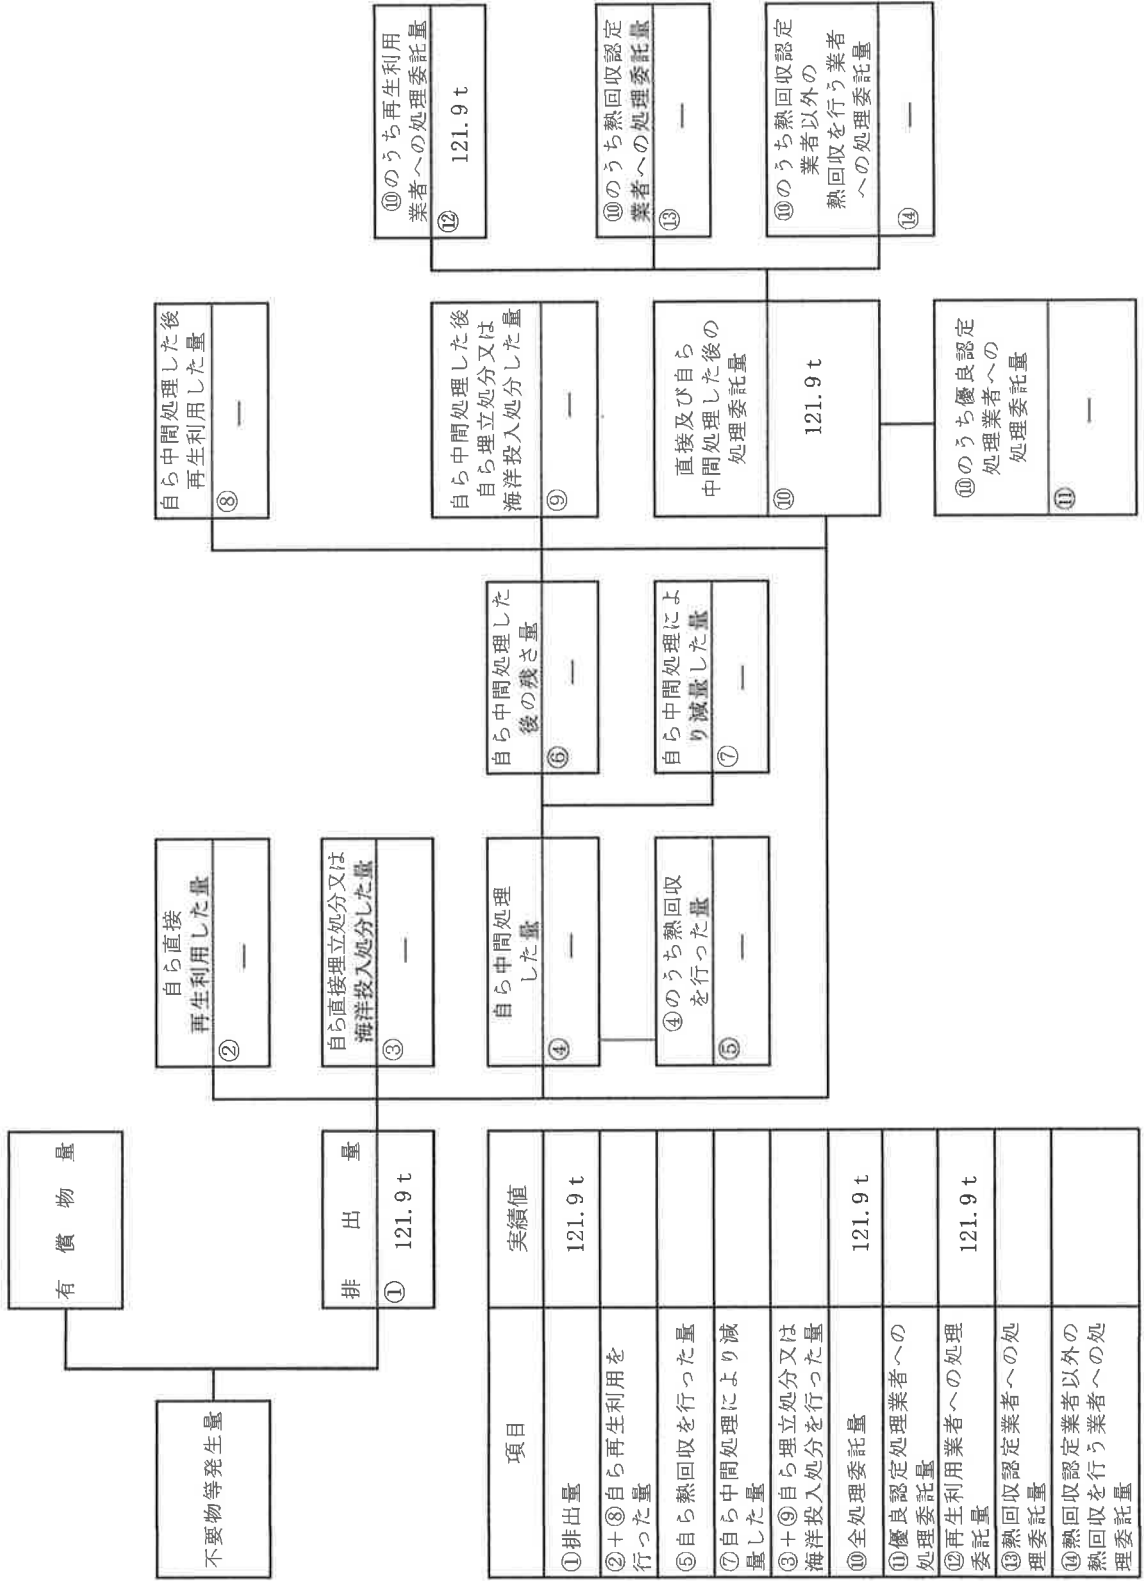 不要物等発生量
有償物量
排出量
① 121.9 t
自ら直接
再生利用した量
② ―
自ら直接埋立処分又は
海洋投入処分した量
③ ―
自ら中間処理
した量
④ ―
④のうち熱回収
を行った量
⑤ ―
自ら中間処理した
後の残さ量
⑥ ―
自ら中間処理によ
り減量した量
⑦ ―
自ら中間処理した後
再生利用した量
⑧ ―
自ら中間処理した後
自ら埋立処分又は
海洋投入処分した量
⑨ ―
直接及び自ら
中間処理した後の
処理委託量
⑩ 121.9 t
⑩のうち優良認定
処理業者への
処理委託量
⑪ ―
⑩のうち再生利用
業者への処理委託量
⑫ 121.9 t
⑩のうち熱回収認定
業者への処理委託量
⑬ ―
⑩のうち熱回収認定
業者以外の
熱回収を行う業者
への処理委託量
⑭ ―
項目 実績値
①排出量 121.9 t
②＋⑧自ら再生利用を
行った量
⑤自ら熱回収を行った量
⑦自ら中間処理により減
量した量
③＋⑨自ら埋立処分又は
海洋投入処分を行った量
⑩全処理委託量 121.9 t
⑪優良認定処理業者への
処理委託量
⑫再生利用業者への処理
委託量 121.9 t
⑬熱回収認定業者への処
理委託量
⑭熱回収認定業者以外の
熱回収を行う業者への処
理委託量